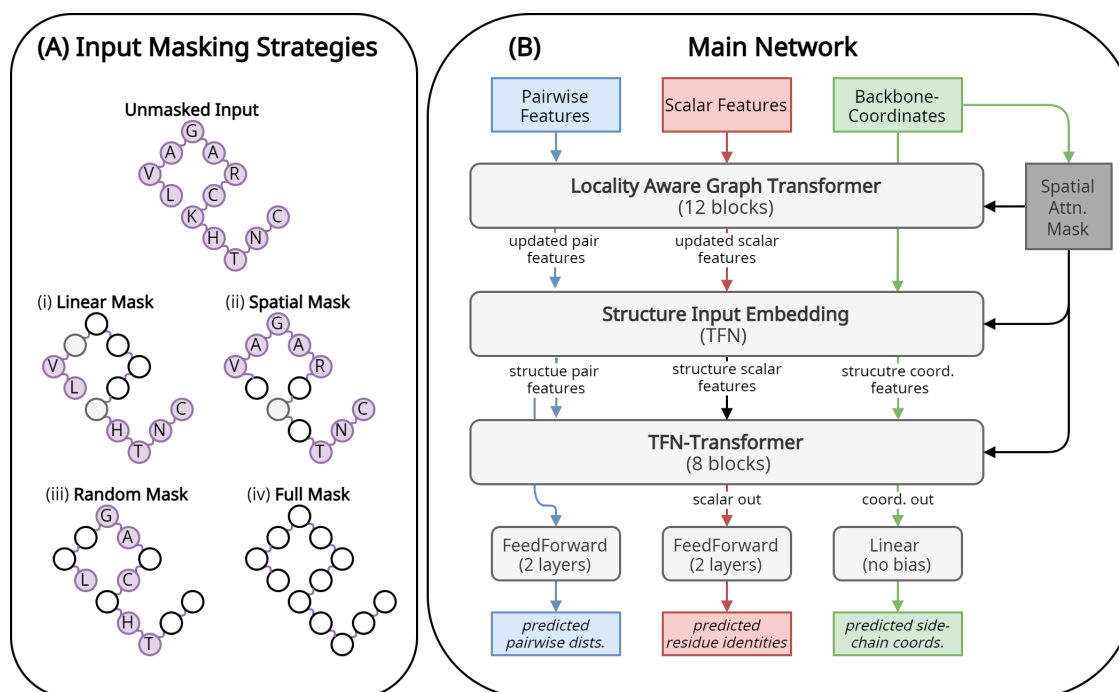 (A) Input Masking Strategies
Unmasked Input
G
A A
V R
L C
K C
H N
T
(i) Linear Mask
V
L
C
H N
T
(ii) Spatial Mask
G
A A
V R
C
N
T
(iii) Random Mask
G
A
L C
H
T
(iv) Full Mask
(B) Main Network
Pairwise
Features
Scalar Features
Backbone-
Coordinates
Spatial
Attn.
Mask
Locality Aware Graph Transformer
(12 blocks)
updated pair
features
updated scalar
features
Structure Input Embedding
(TFN)
structue pair
features
structure scalar
features
strucutre coord.
features
TFN-Transformer
(8 blocks)
scalar out
coord. out
FeedForward
(2 layers)
FeedForward
(2 layers)
Linear
(no bias)
predicted
pairwise dists.
predicted
residue identities
predicted side-
chain coords.